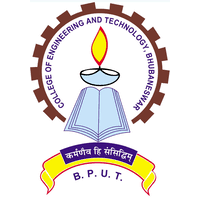 COLLEGE OF ENGINEERING AND TECHNOLOGY, BHUBANESWAR
कर्मणैव हि संसिद्धिम्
B. P. U. T.